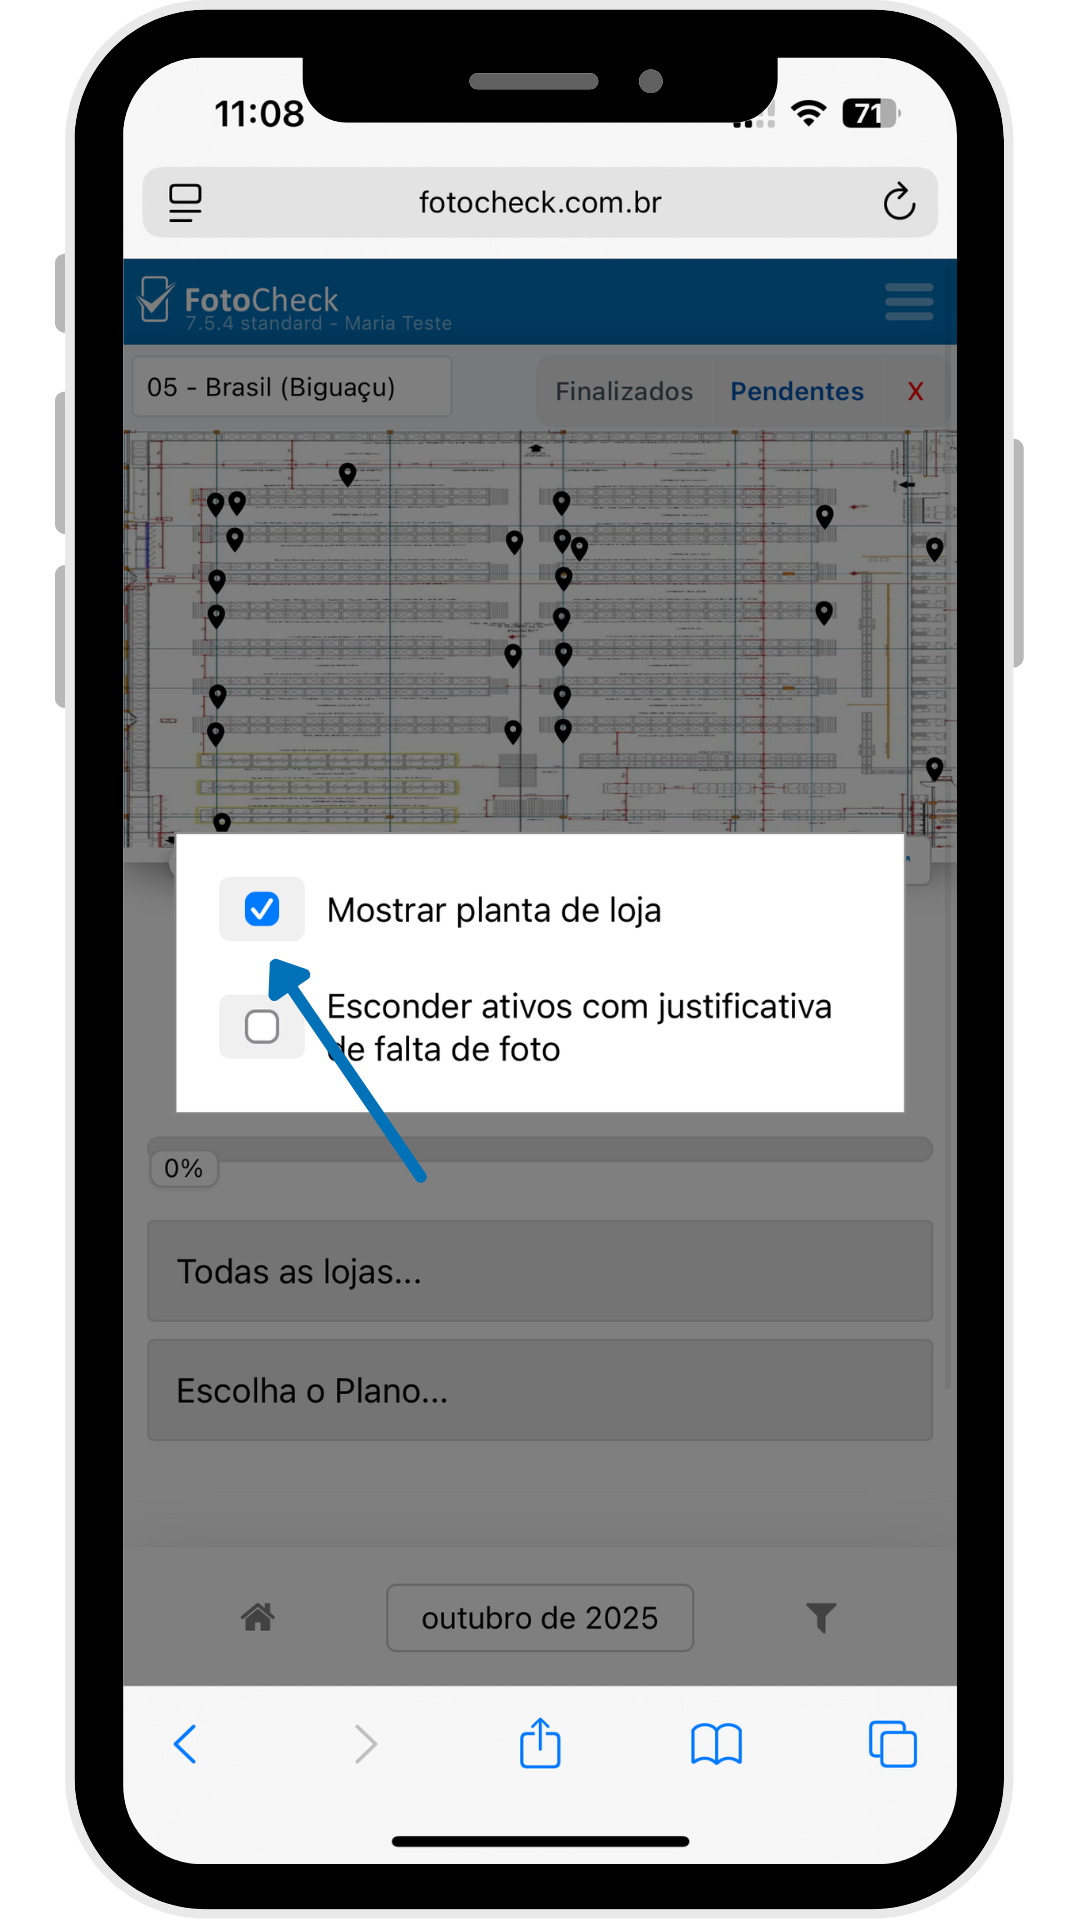 11:08
71
fotocheck.com.br
FotoCheck
7.5.4 standard - Maria Teste
05 - Brasil (Biguaçu)
Finalizados
Pendentes
X
Mostrar planta de loja
Esconder ativos com justificativa
de falta de foto
0%
Todas as lojas...
Escolha o Plano...
outubro de 2025